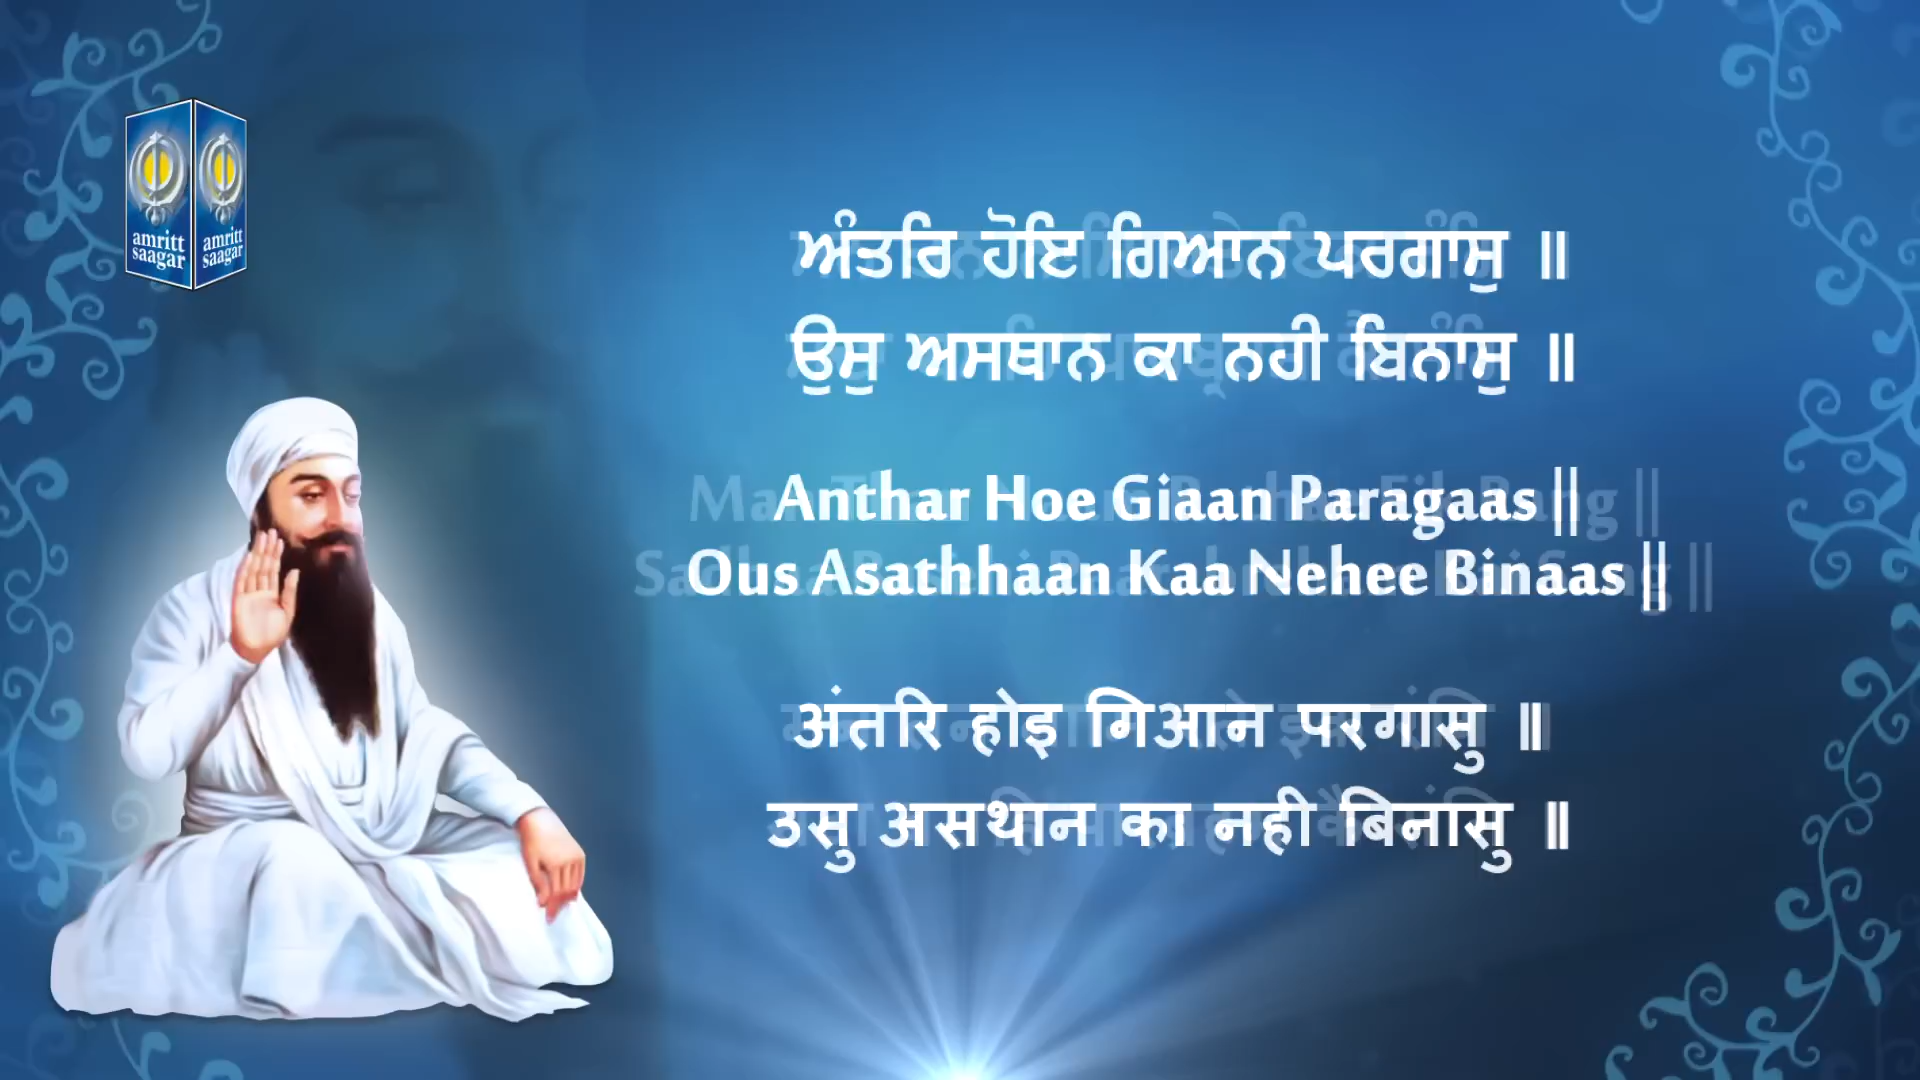 amritt
saagar
amritt
saagar
ਅੰਤਰਿ ਹੋਇ ਗਿਆਨ ਪਰਗਾਸੁ ॥
ਉਸੁ ਅਸਥਾਨ ਕਾ ਨਹੀ ਬਿਨਾਸੁ ॥
Anthar Hoe Giaan Paragaas ||
Ous Asathhaan Kaa Nehee Binaas ||
अंतरि होइ गिआन परगासु ॥
उसु असथान का नही बिनासु ॥